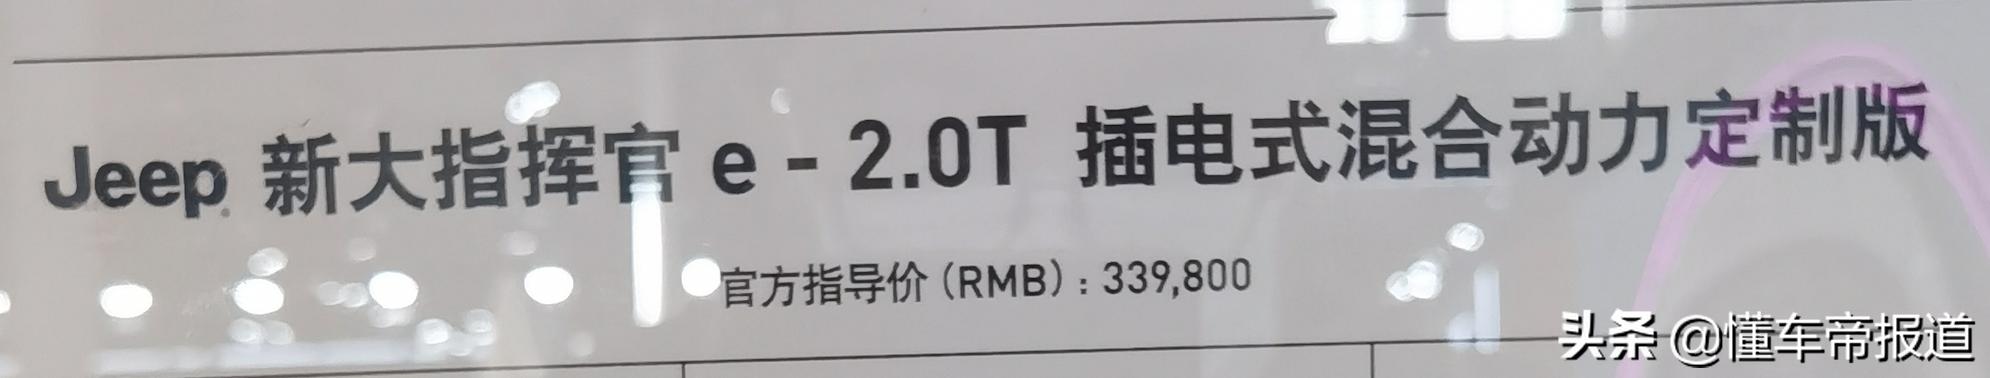 Jeep 新大指挥官 e - 2.0T 插电式混合动力定制版
官方指导价(RMB): 339,800
头条 @懂车帝报道